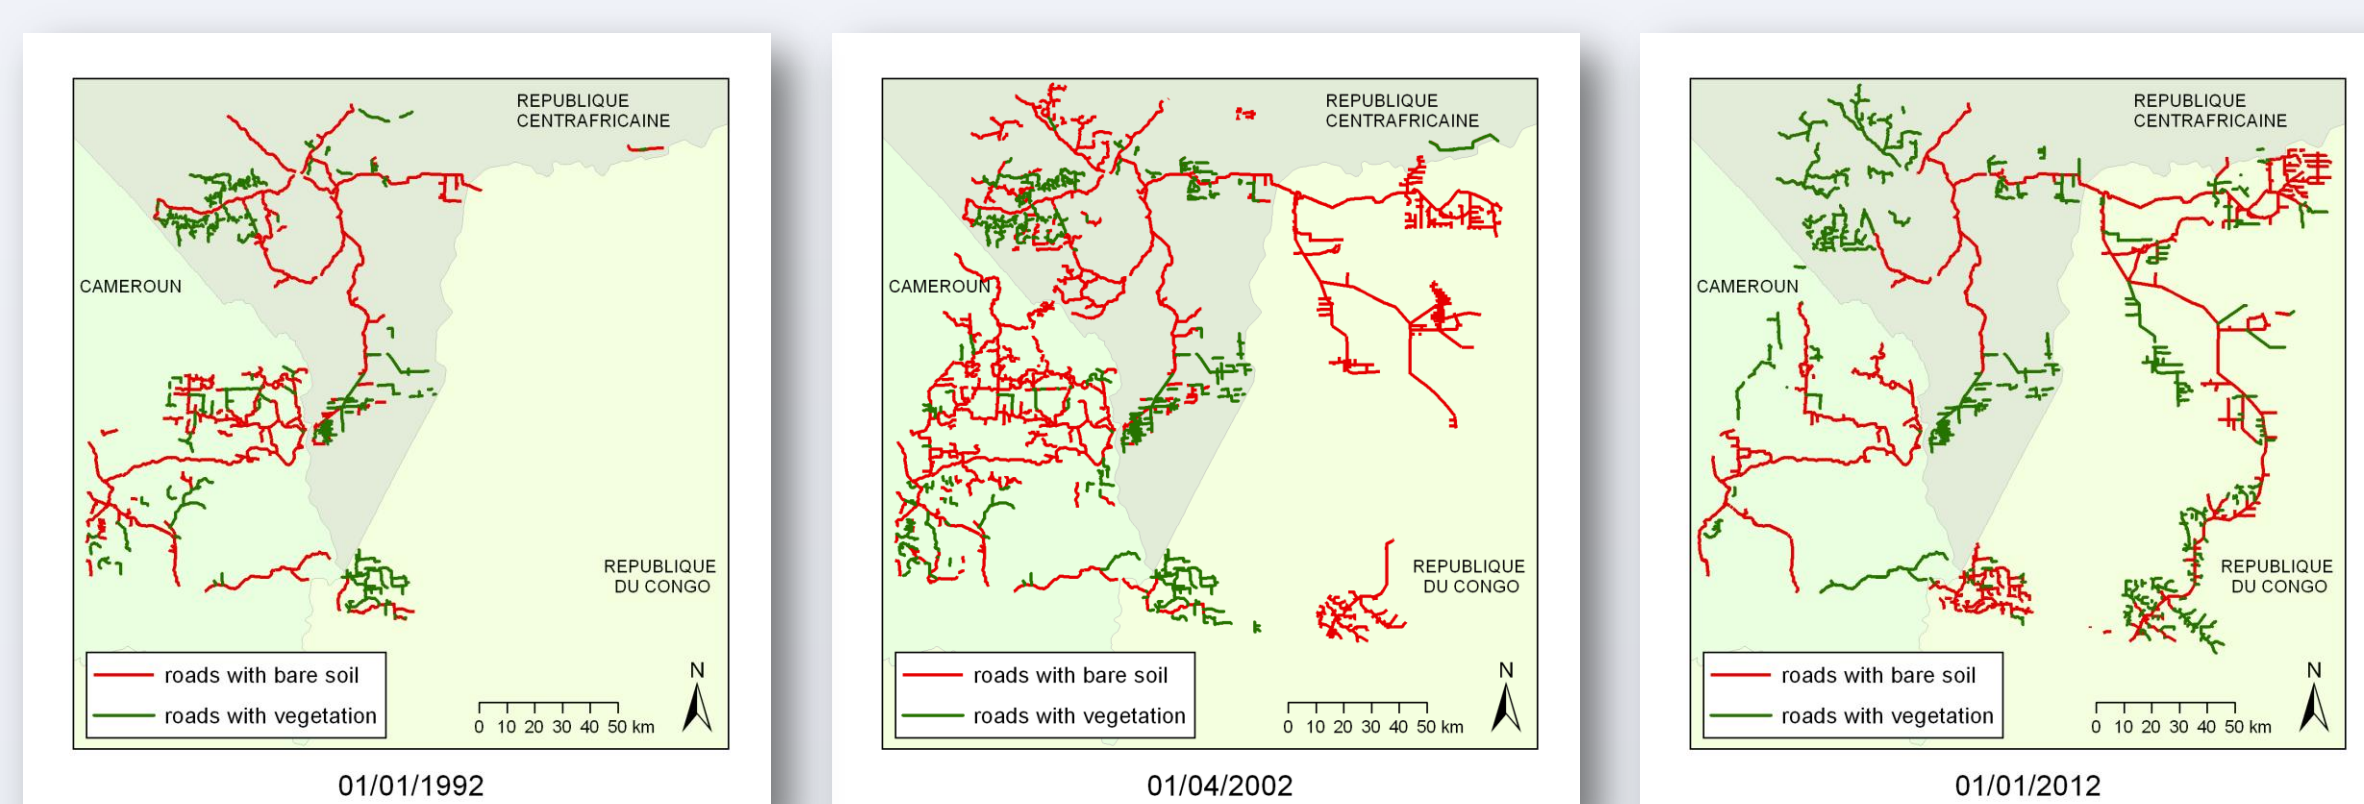 REPUBLIQUE
CENTRAFRICAINE
CAMEROUN
REPUBLIQUE
DU CONGO
roads with bare soil
roads with vegetation
0 10 20 30 40 50 km
N
01/01/1992
REPUBLIQUE
CENTRAFRICAINE
CAMEROUN
REPUBLIQUE
DU CONGO
roads with bare soil
roads with vegetation
0 10 20 30 40 50 km
N
01/04/2002
REPUBLIQUE
CENTRAFRICAINE
CAMEROUN
REPUBLIQUE
DU CONGO
roads with bare soil
roads with vegetation
0 10 20 30 40 50 km
N
01/01/2012